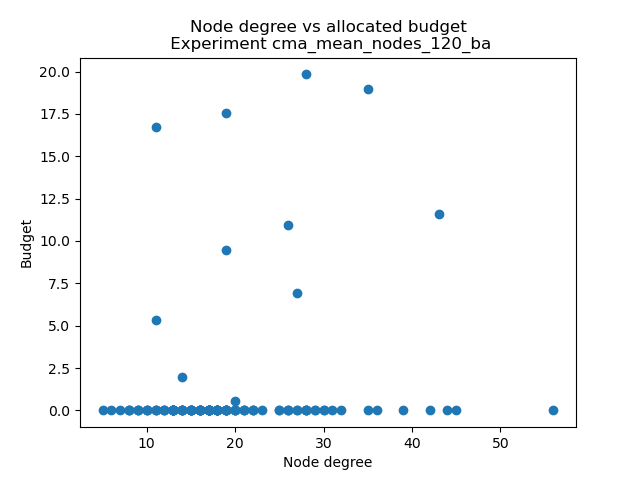 Node degree vs allocated budget
Experiment cma_mean_nodes_120_ba
20.0
17.5
15.0
12.5
10.0
7.5
5.0
2.5
0.0
Budget
10 20 30 40 50
Node degree